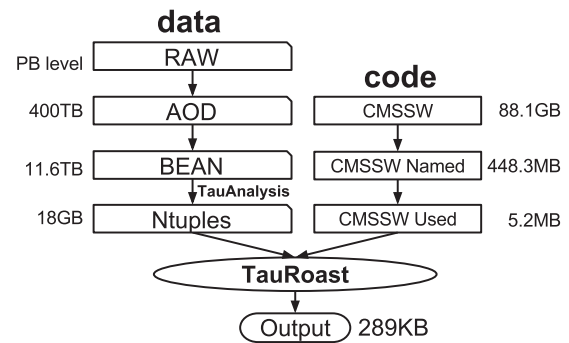 data
PB level RAW
code
400TB AOD
CMSSW 88.1GB
11.6TB BEAN
CMSSW Named 448.3MB
TauAnalysis
18GB Ntuples
CMSSW Used 5.2MB
TauRoast
Output 289KB